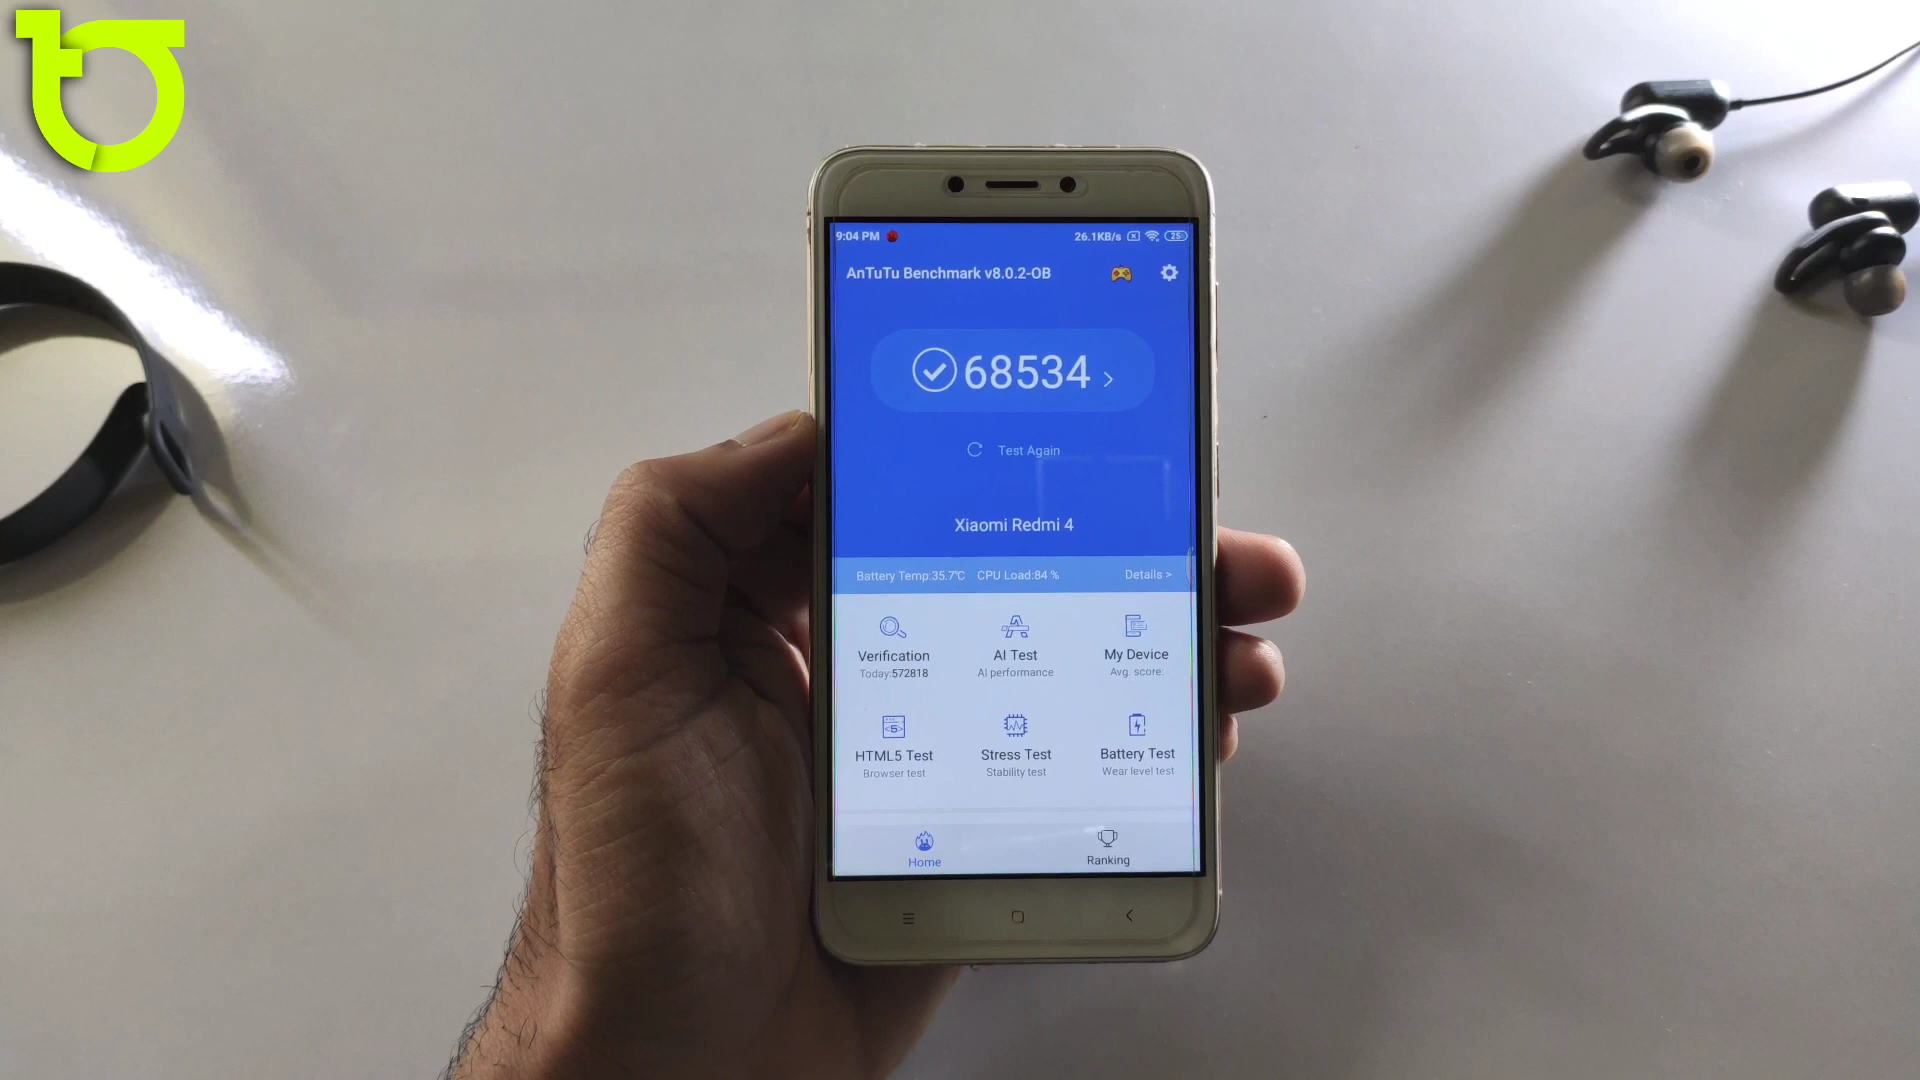 9:04 PM 26.1KB/s 25
AnTuTu Benchmark v8.0.2-OB
68534 >
Test Again
Xiaomi Redmi 4
Battery Temp:35.7℃ CPU Load:84 % Details >
Verification AI Test My Device
Today:572818 AI performance Avg. score:
HTML5 Test Stress Test Battery Test
Browser test Stability test Wear level test
Home Ranking